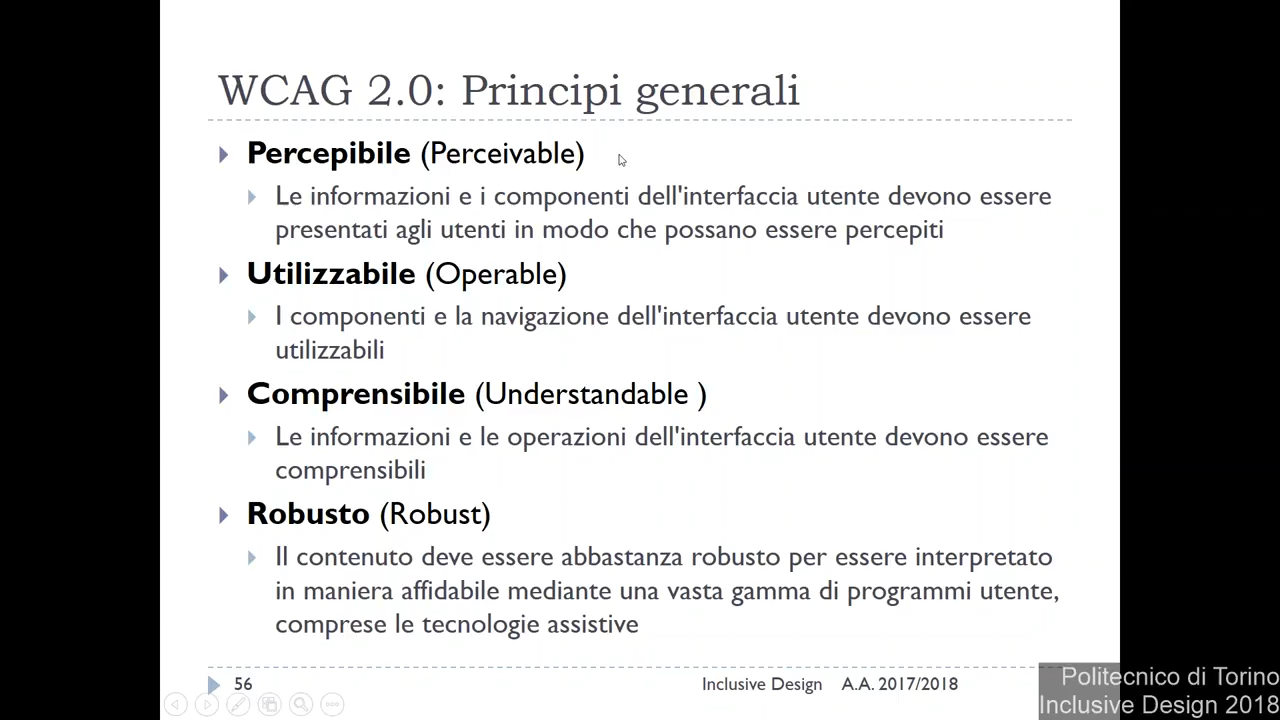 WCAG 2.0: Principi generali
Percepibile (Perceivable)
Le informazioni e i componenti dell'interfaccia utente devono essere
presentati agli utenti in modo che possano essere percepiti
Utilizzabile (Operable)
I componenti e la navigazione dell'interfaccia utente devono essere
utilizzabili
Comprensibile (Understandable )
Le informazioni e le operazioni dell'interfaccia utente devono essere
comprensibili
Robusto (Robust)
Il contenuto deve essere abbastanza robusto per essere interpretato
in maniera affidabile mediante una vasta gamma di programmi utente,
comprese le tecnologie assistive
56 Inclusive Design A.A. 2017/2018
Politecnico di Torino
Inclusive Design 2018